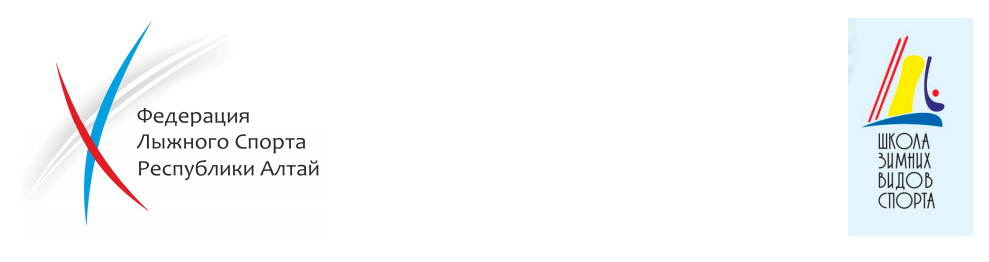 Федерация
Лыжного Спорта
Республики Алтай
ШКОЛА
ЗИМНИХ
ВИДОВ
СПОРТА